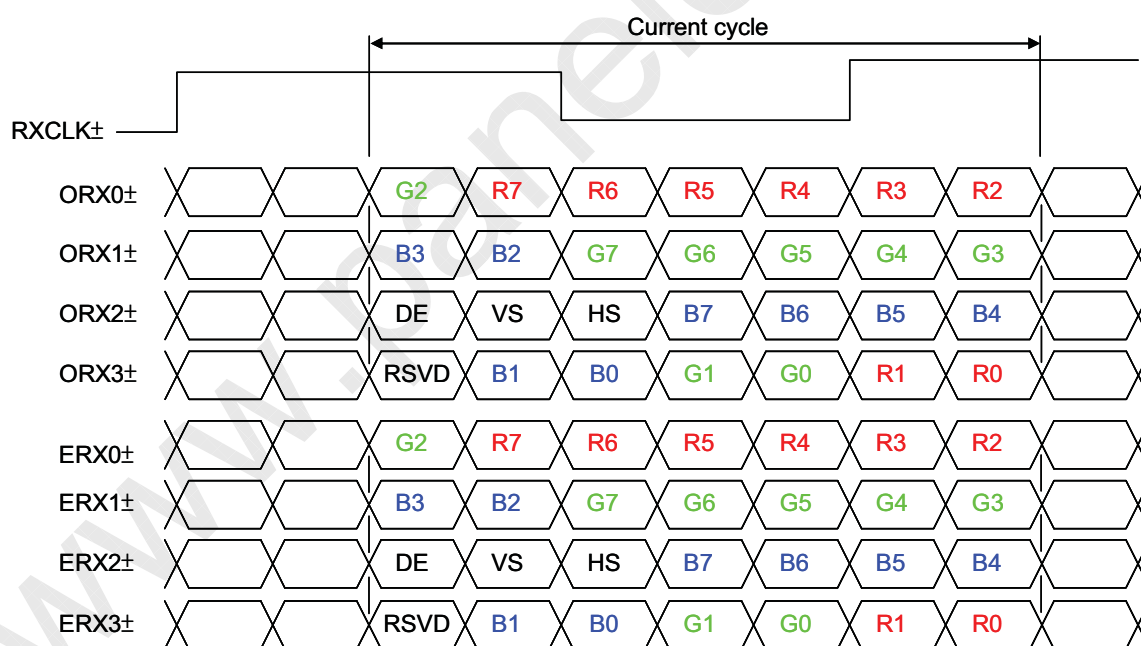 Current cycle
RXCLK±
ORX0± G2 R7 R6 R5 R4 R3 R2
ORX1± B3 B2 G7 G6 G5 G4 G3
ORX2± DE VS HS B7 B6 B5 B4
ORX3± RSVD B1 B0 G1 G0 R1 R0
ERX0± G2 R7 R6 R5 R4 R3 R2
ERX1± B3 B2 G7 G6 G5 G4 G3
ERX2± DE VS HS B7 B6 B5 B4
ERX3± RSVD B1 B0 G1 G0 R1 R0
www.panel